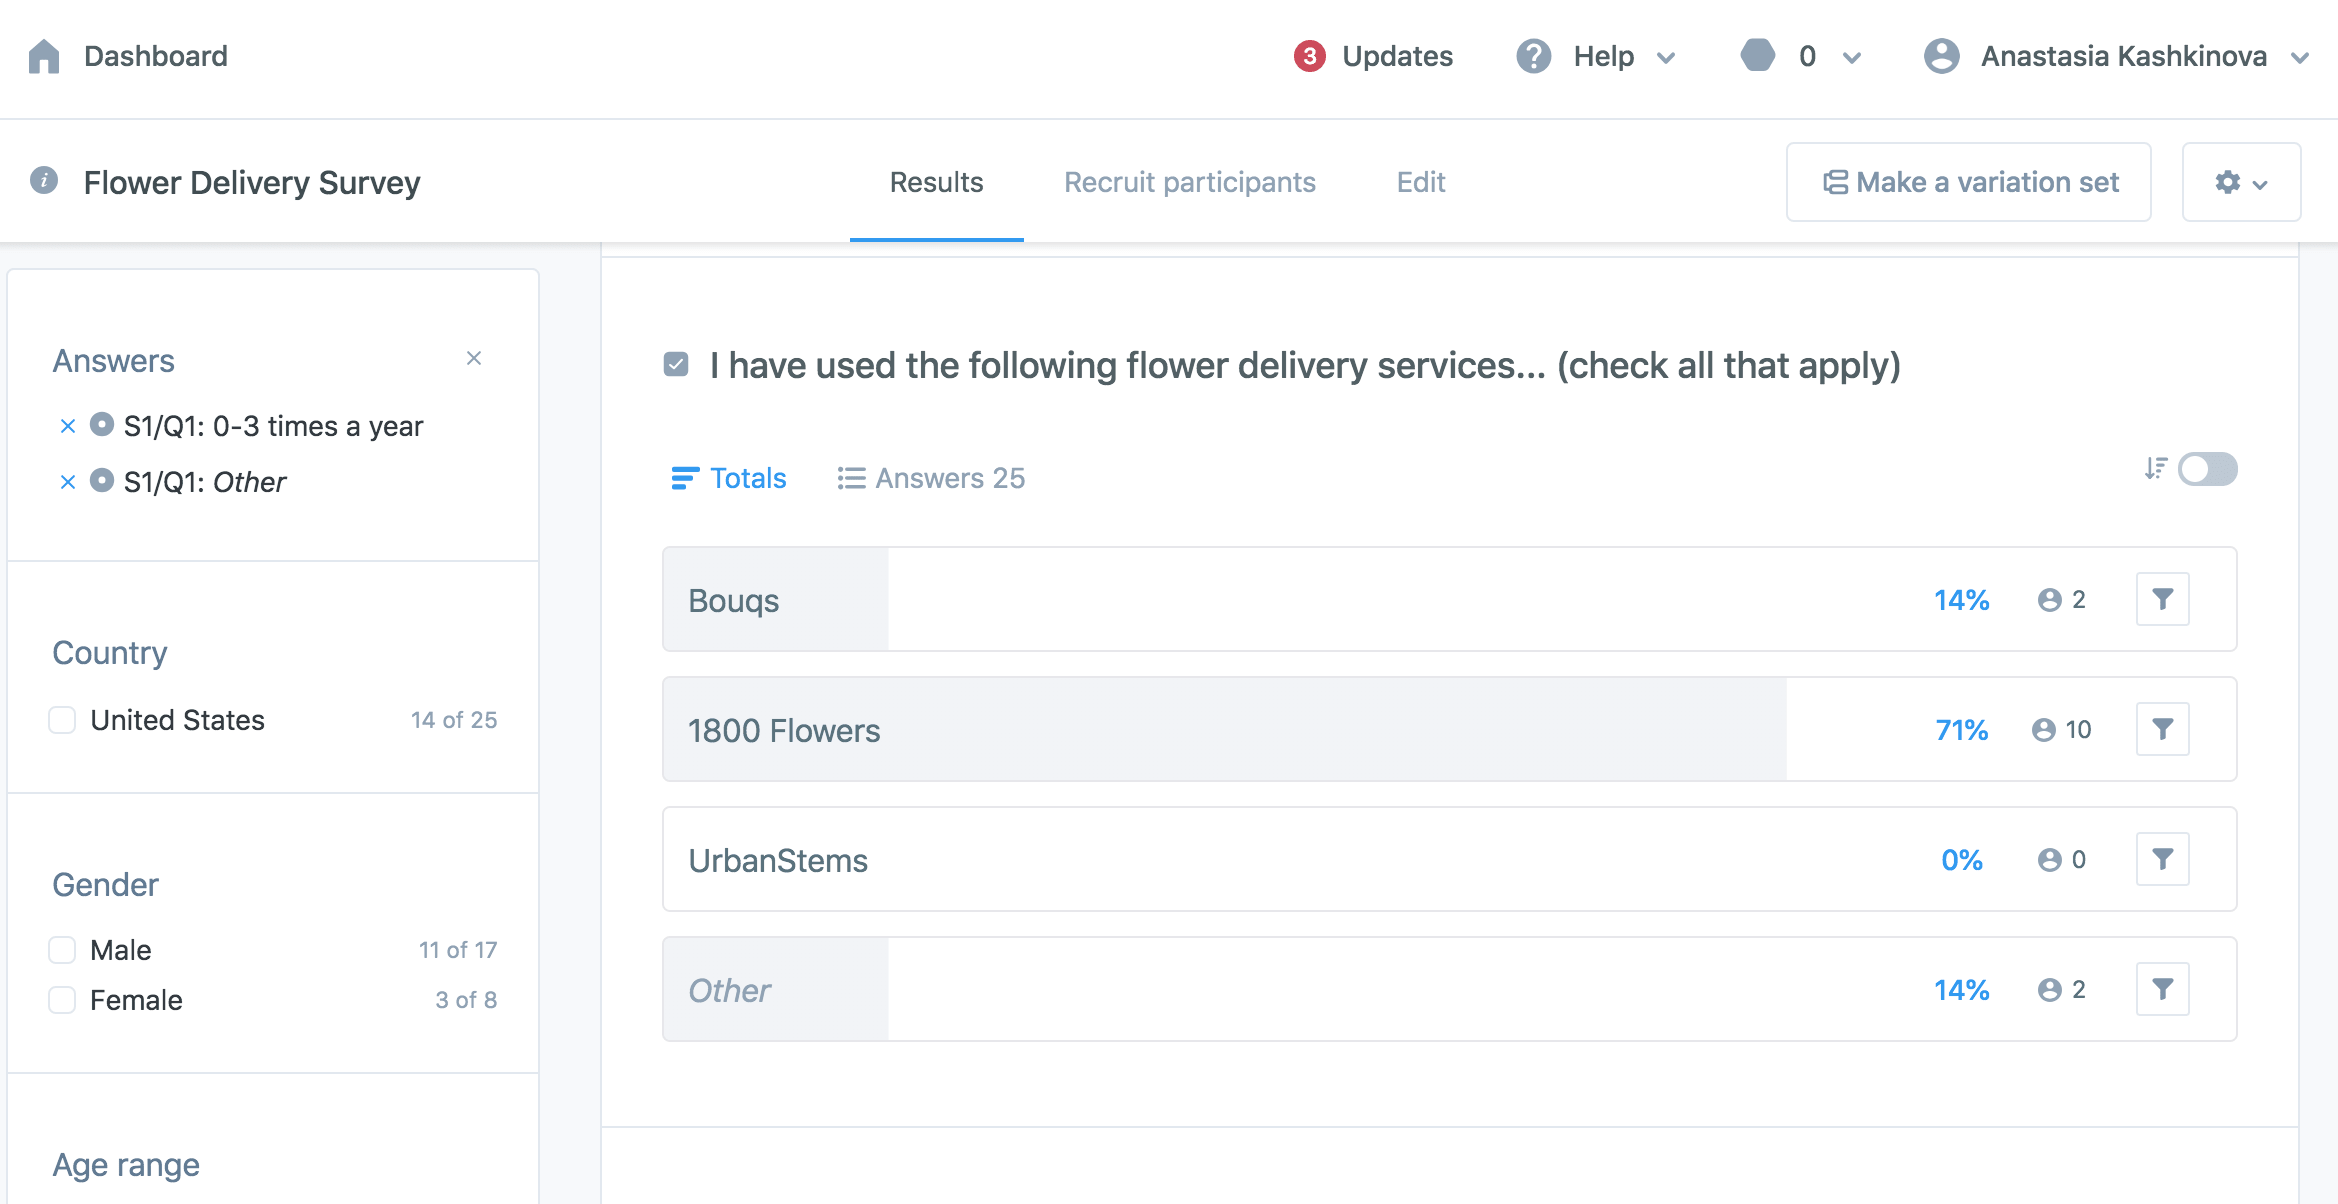 Dashboard
3 Updates
? Help
0
Anastasia Kashkinova
i Flower Delivery Survey
Results
Recruit participants
Edit
Make a variation set
Answers
S1/Q1: 0-3 times a year
S1/Q1: Other
Country
United States 14 of 25
Gender
Male 11 of 17
Female 3 of 8
Age range
I have used the following flower delivery services... (check all that apply)
Totals
Answers 25
Bouqs 14% 2
1800 Flowers 71% 10
UrbanStems 0% 0
Other 14% 2